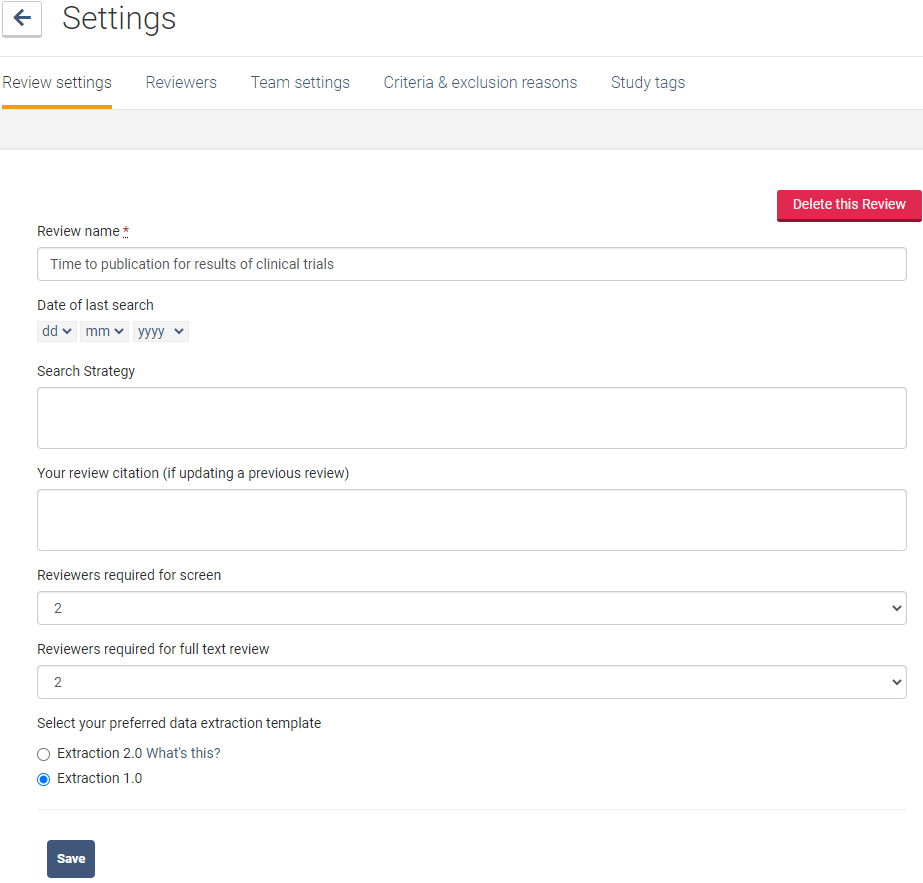 Settings
Review settings Reviewers Team settings Criteria & exclusion reasons Study tags
Delete this Review
Review name *
Time to publication for results of clinical trials
Date of last search
dd mm yyyy
Search Strategy
Your review citation (if updating a previous review)
Reviewers required for screen
2
Reviewers required for full text review
2
Select your preferred data extraction template
Extraction 2.0 What's this?
Extraction 1.0
Save